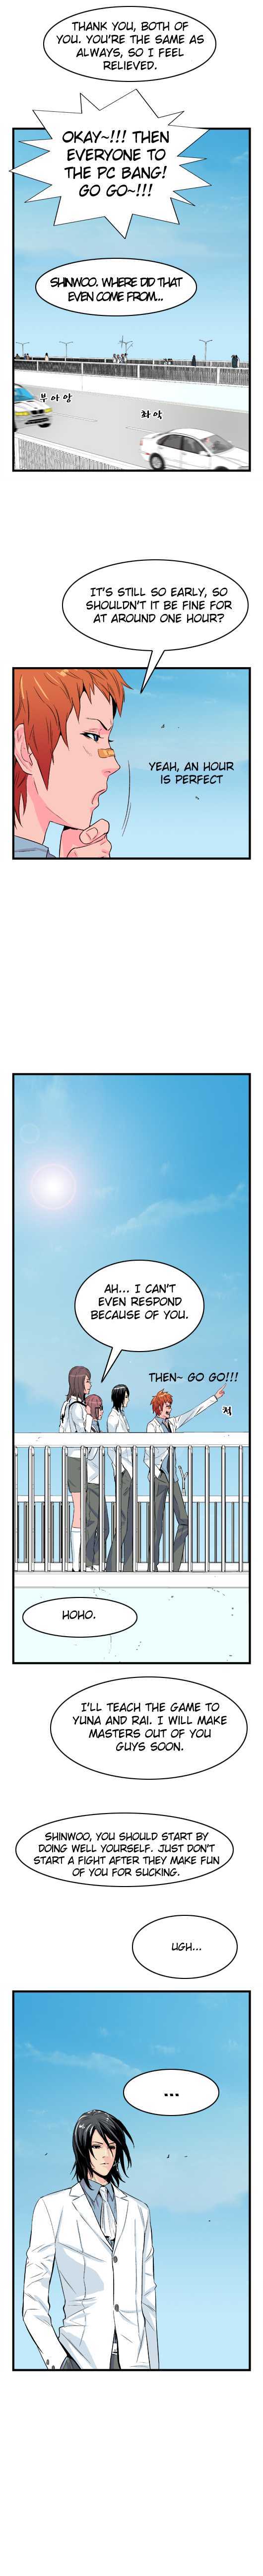 THANK YOU, BOTH OF
YOU. YOU'RE THE SAME AS
ALWAYS, SO I FEEL
RELIEVED.
OKAY~!!! THEN
EVERYONE TO
THE PC BANG!
GO GO~!!!
SHINWOO. WHERE DID THAT
EVEN COME FROM...
부아앙
촤악
IT'S STILL SO EARLY, SO
SHOULDN'T IT BE FINE FOR
AT AROUND ONE HOUR?
YEAH, AN HOUR
IS PERFECT
AH... I CAN'T
EVEN RESPOND
BECAUSE OF YOU.
THEN~ GO GO!!!
척
HOHO.
I'LL TEACH THE GAME TO
YUNA AND RAI. I WILL MAKE
MASTERS OUT OF YOU
GUYS SOON.
SHINWOO, YOU SHOULD START BY
DOING WELL YOURSELF. JUST DON'T
START A FIGHT AFTER THEY MAKE FUN
OF YOU FOR SUCKING.
UGH...
...